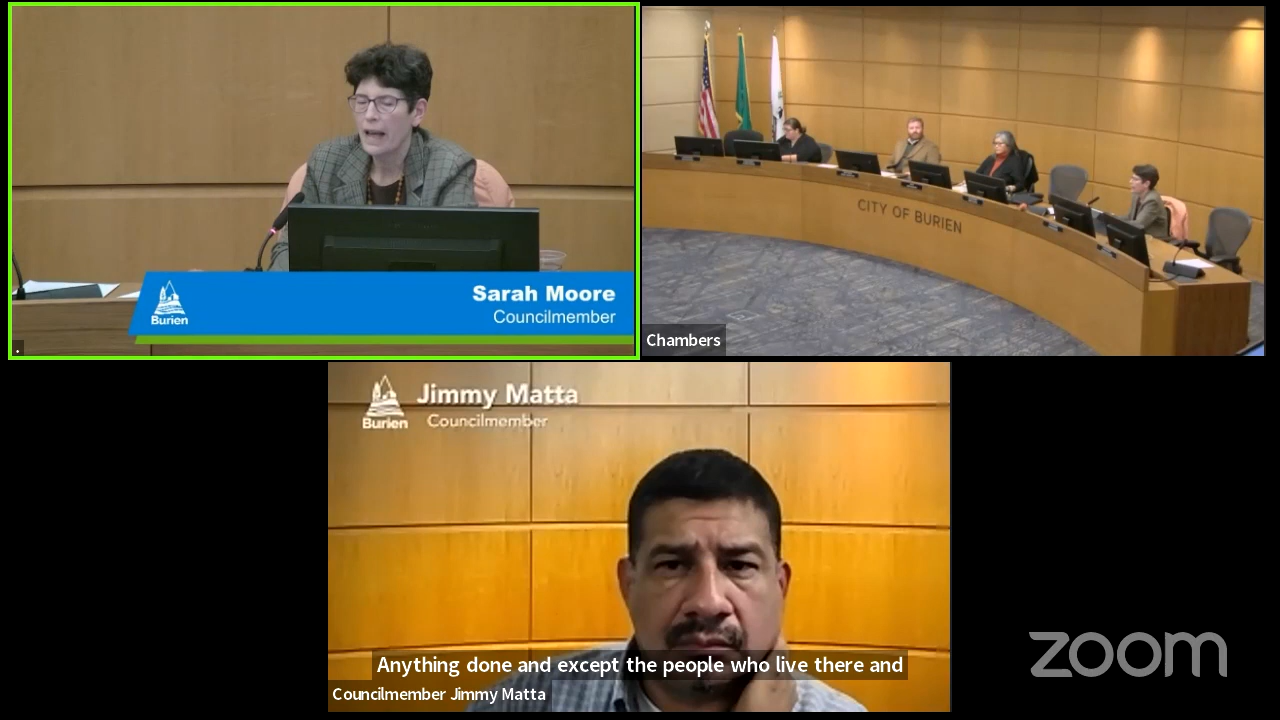 Sarah Moore
Councilmember
Burien
CITY OF BURIEN
Chambers
Jimmy Matta
Councilmember
Burien
Anything done and except the people who live there and
Councilmember Jimmy Matta
zoom